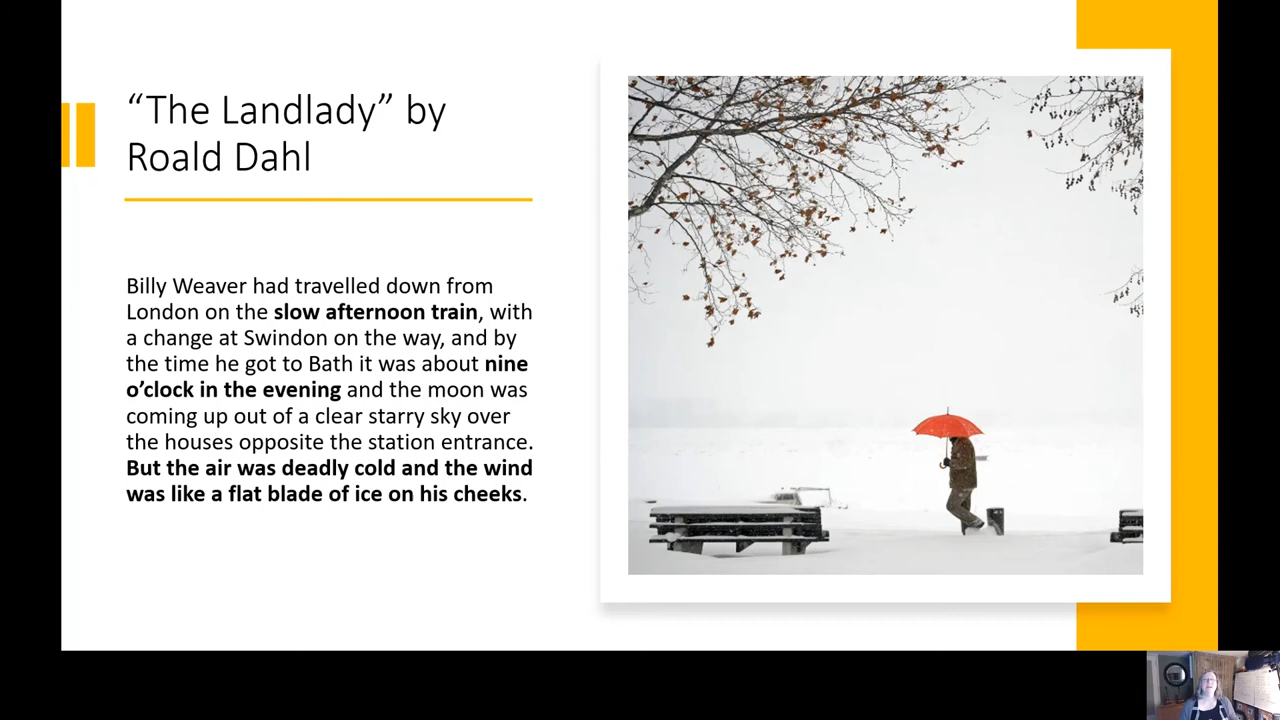 “The Landlady” by
Roald Dahl
Billy Weaver had travelled down from
London on the slow afternoon train, with
a change at Swindon on the way, and by
the time he got to Bath it was about nine
o’clock in the evening and the moon was
coming up out of a clear starry sky over
the houses opposite the station entrance.
But the air was deadly cold and the wind
was like a flat blade of ice on his cheeks.